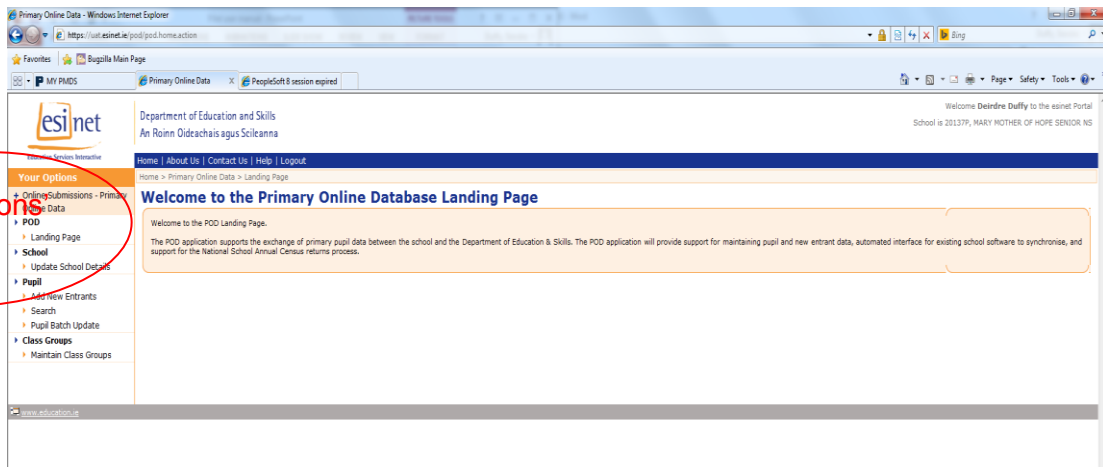 Primary Online Data - Windows Internet Explorer
https://uat.esinet.ie/pod/pod.home.action
Bing
Favorites
Bugzilla Main Page
MY PMDS
Primary Online Data
PeopleSoft 8 session expired
Page
Safety
Tools
esinet
Education Services Interactive
Department of Education and Skills
An Roinn Oideachais agus Scileanna
Welcome Deirdre Duffy to the esinet Portal
School is 20137P, MARY MOTHER OF HOPE SENIOR NS
Home | About Us | Contact Us | Help | Logout
Your Options
Home > Primary Online Data > Landing Page
+ Online Submissions - Primary Online Data
ons
POD
Landing Page
School
Update School Details
Pupil
Add New Entrants
Search
Pupil Batch Update
Class Groups
Maintain Class Groups
Welcome to the Primary Online Database Landing Page
Welcome to the POD Landing Page.
The POD application supports the exchange of primary pupil data between the school and the Department of Education & Skills. The POD application will provide support for maintaining pupil and new entrant data, automated interface for existing school software to synchronise, and
support for the National School Annual Census returns process.
www.education.ie